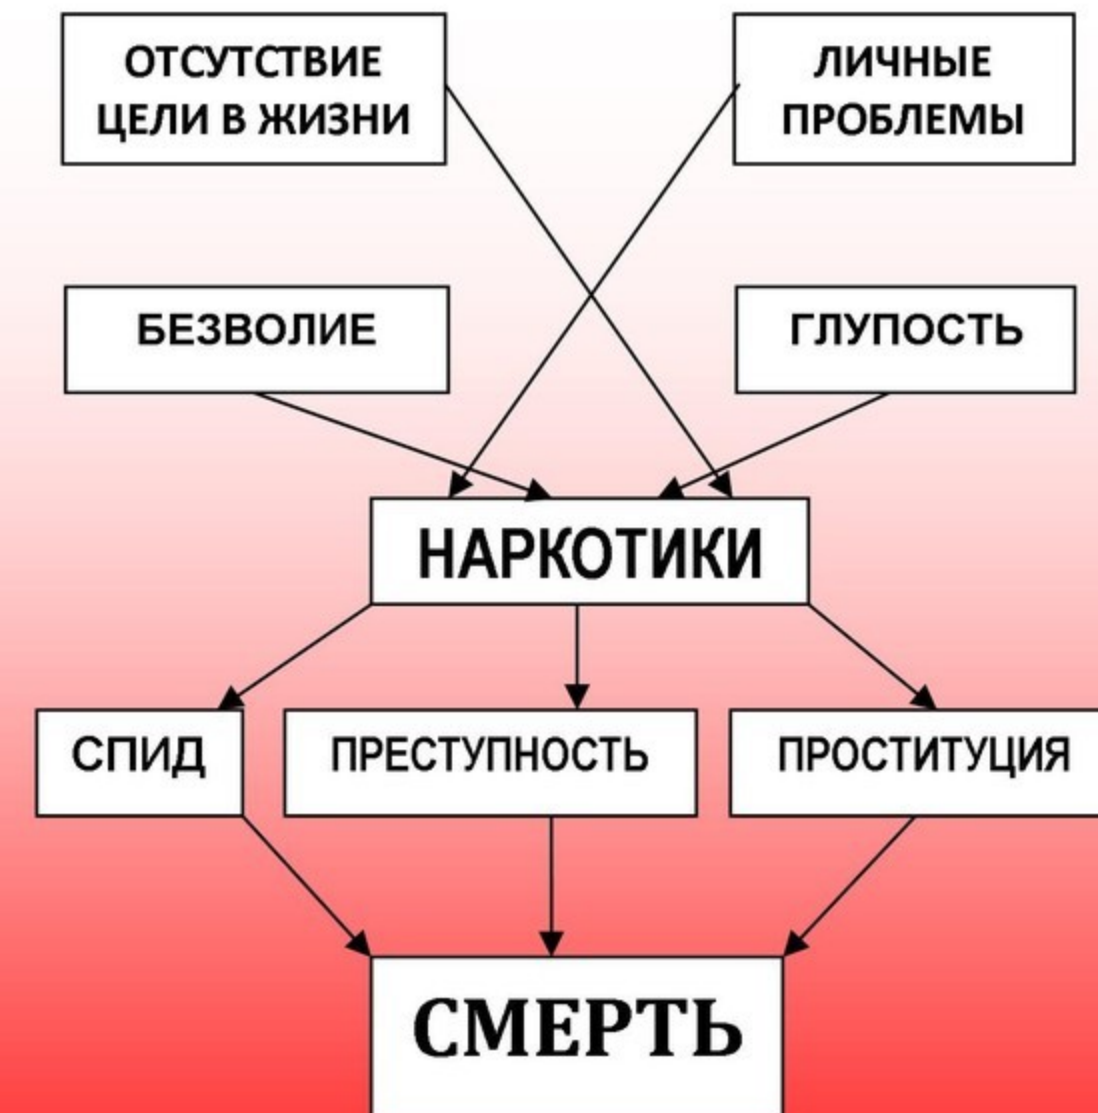 ОТСУТСТВИЕ
ЦЕЛИ В ЖИЗНИ
ЛИЧНЫЕ
ПРОБЛЕМЫ
БЕЗВОЛИЕ
ГЛУПОСТЬ
НАРКОТИКИ
СПИД
ПРЕСТУПНОСТЬ
ПРОСТИТУЦИЯ
СМЕРТЬ